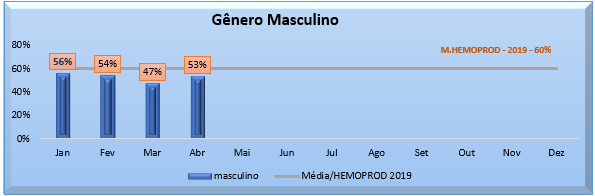 Gênero Masculino
M.HEMOPROD - 2019 - 60%
80%
60%
40%
20%
0%
56%
54%
47%
53%
Jan Fev Mar Abr Mai Jun Jul Ago Set Out Nov Dez
masculino Média/HEMOPROD 2019